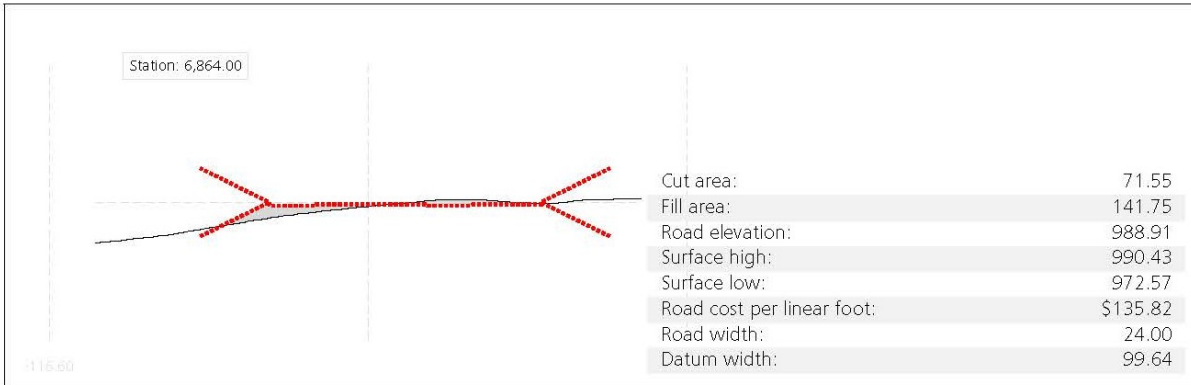 Station: 6,864.00
Cut area: 71.55
Fill area: 141.75
Road elevation: 988.91
Surface high: 990.43
Surface low: 972.57
Road cost per linear foot: $135.82
Road width: 24.00
Datum width: 99.64
-116.60